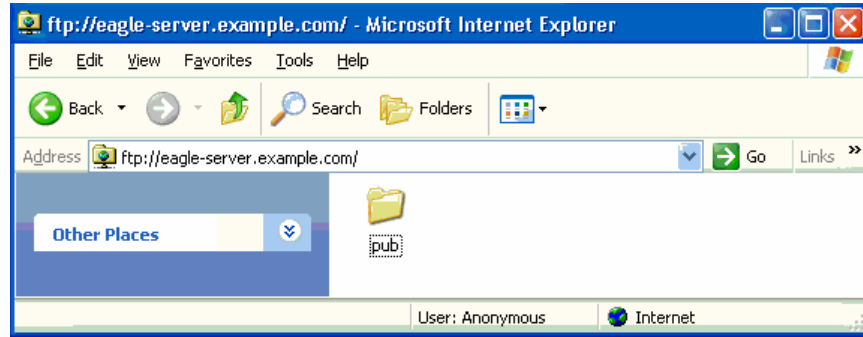 ftp://eagle-server.example.com/ - Microsoft Internet Explorer
File Edit View Favorites Tools Help
Back Search Folders
Address ftp://eagle-server.example.com/ Go Links »
Other Places
pub
User: Anonymous Internet